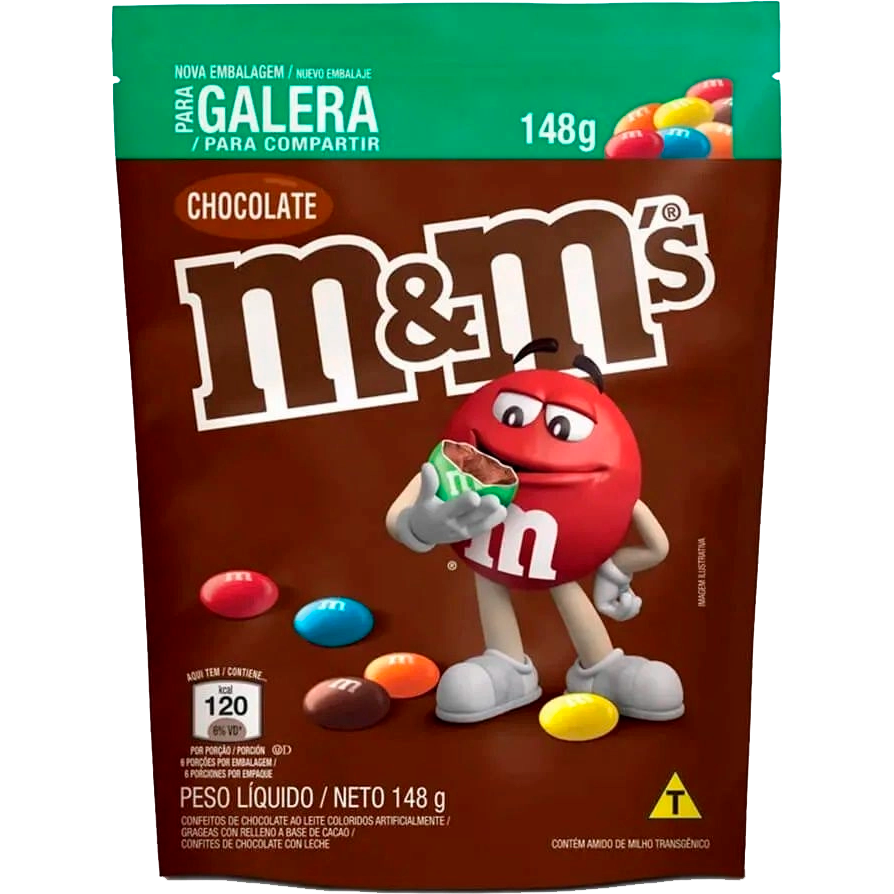 NOVA EMBALAGEM / NUEVO EMBALAJE
PARA
GALERA
/ PARA COMPARTIR
148g
CHOCOLATE
m&m's®
m
m
®
IMAGEM ILUSTRATIVA
m
m
m
m
m
AQUI TEM / CONTIENE...
kcal
120
6% VD*
POR PORÇÃO / PORCIÓN ⓊD
6 PORÇÕES POR EMBALAGEM /
6 PORCIONES POR EMPAQUE
PESO LÍQUIDO / NETO 148 g
CONFEITOS DE CHOCOLATE AO LEITE COLORIDOS ARTIFICIALMENTE /
GRAGEAS CON RELLENO A BASE DE CACAO /
CONFITES DE CHOCOLATE CON LECHE
T
CONTÉM AMIDO DE MILHO TRANSGÊNICO